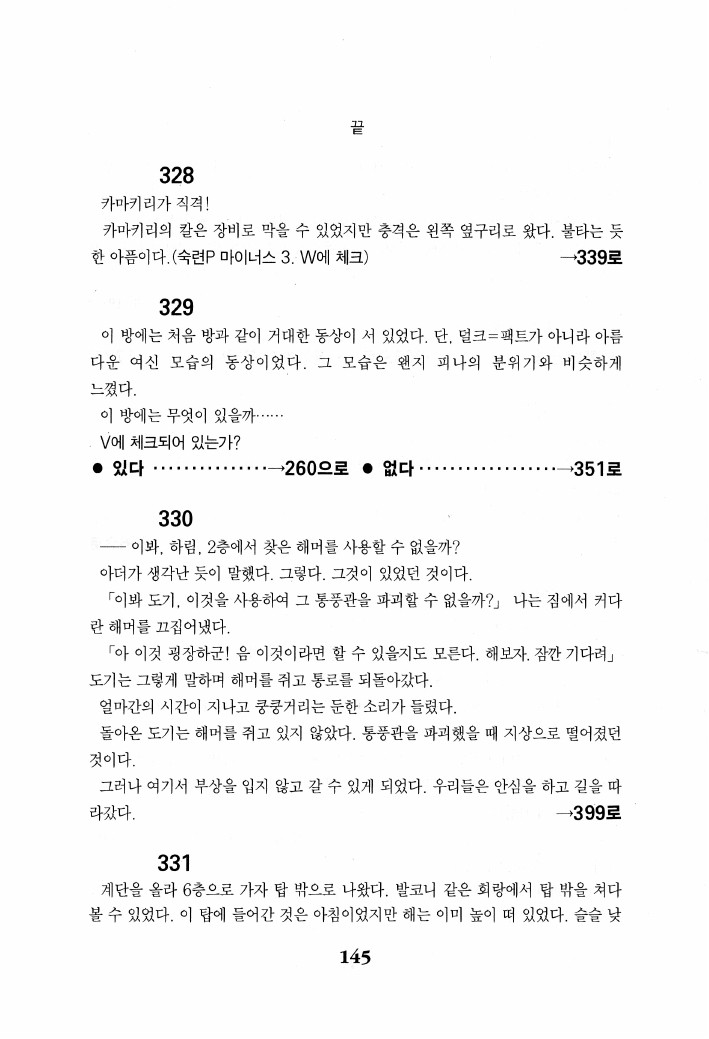 끝
328
카마키리가 직격!
카마키리의 칼은 장비로 막을 수 있었지만 충격은 왼쪽 옆구리로 왔다. 불타는 듯
한 아픔이다.(숙련P 마이너스 3. W에 체크) →339로
329
이 방에는 처음 방과 같이 거대한 동상이 서 있었다. 단, 덜크=팩트가 아니라 아름
다운 여신 모습의 동상이었다. 그 모습은 왠지 피나의 분위기와 비슷하게
느꼈다.
이 방에는 무엇이 있을까……
V에 체크되어 있는가?
● 있다 ···············→260으로 ● 없다 ··················→351로
330
── 이봐, 하림, 2층에서 찾은 해머를 사용할 수 없을까?
아더가 생각난 듯이 말했다. 그렇다. 그것이 있었던 것이다.
「이봐 도기, 이것을 사용하여 그 통풍관을 파괴할 수 없을까?」 나는 짐에서 커다
란 해머를 끄집어냈다.
「아 이것 굉장하군! 음 이것이라면 할 수 있을지도 모른다. 해보자. 잠깐 기다려」
도기는 그렇게 말하며 해머를 쥐고 통로를 되돌아갔다.
얼마간의 시간이 지나고 쿵쿵거리는 둔한 소리가 들렸다.
돌아온 도기는 해머를 쥐고 있지 않았다. 통풍관을 파괴했을 때 지상으로 떨어졌던
것이다.
그러나 여기서 부상을 입지 않고 갈 수 있게 되었다. 우리들은 안심을 하고 길을 따
라갔다. →399로
331
계단을 올라 6층으로 가자 탑 밖으로 나왔다. 발코니 같은 회랑에서 탑 밖을 쳐다
볼 수 있었다. 이 탑에 들어간 것은 아침이었지만 해는 이미 높이 떠 있었다. 슬슬 낮
145